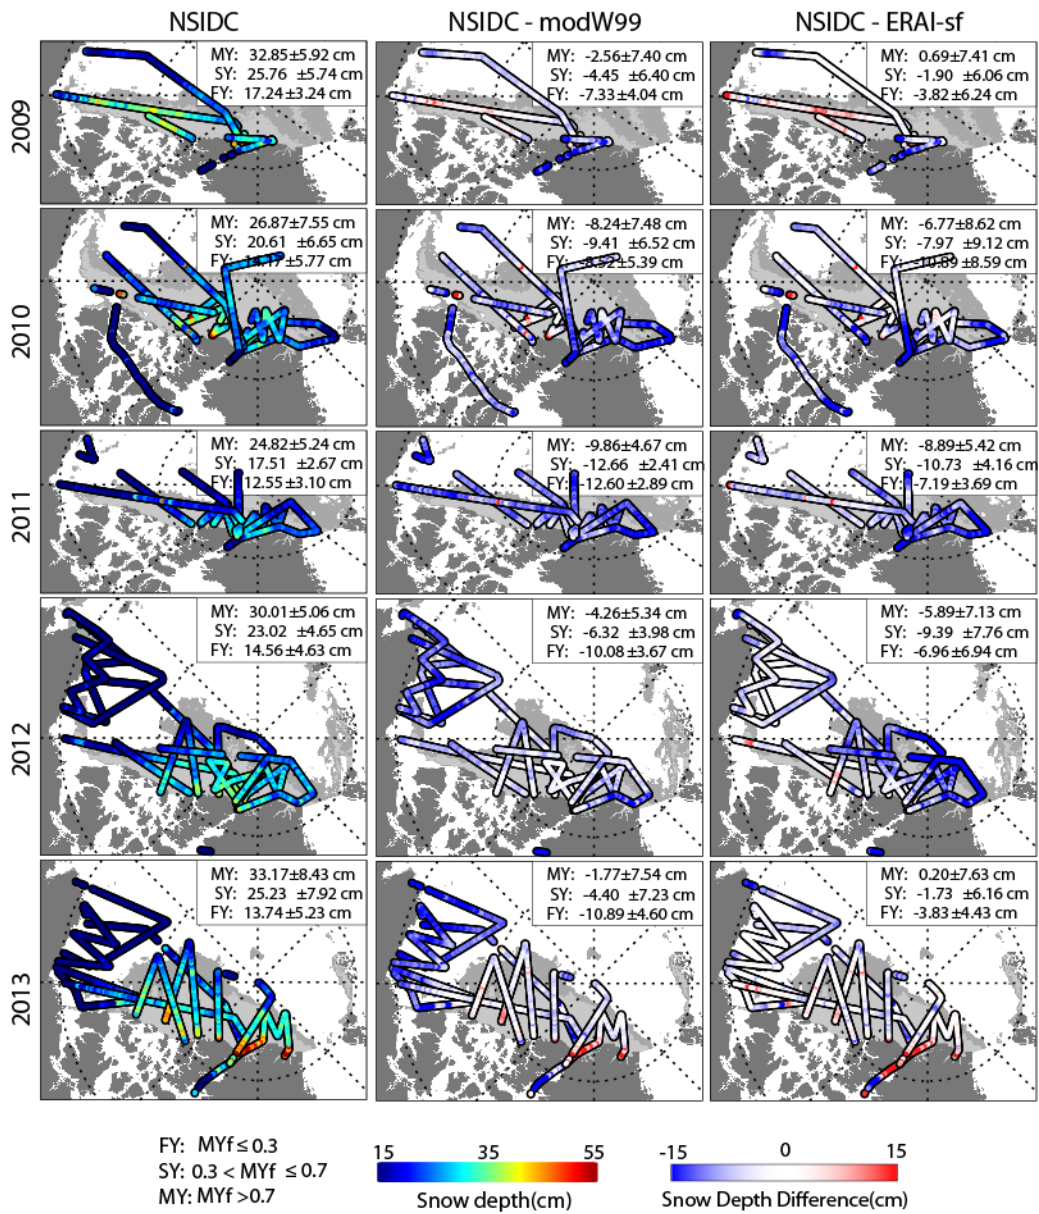 NSIDC NSIDC - modW99 NSIDC - ERAI-sf
2009
MY: 32.85±5.92 cm
SY: 25.76 ±5.74 cm
FY: 17.24±3.24 cm
MY: -2.56±7.40 cm
SY: -4.45 ±6.40 cm
FY: -7.33±4.04 cm
MY: 0.69±7.41 cm
SY: -1.90 ±6.06 cm
FY: -3.82±6.24 cm
2010
MY: 26.87±7.55 cm
SY: 20.61 ±6.65 cm
FY: ±5.77 cm
MY: -8.24±7.48 cm
SY: -9.41 ±6.52 cm
FY: ±5.39 cm
MY: -6.77±8.62 cm
SY: -7.97 ±9.12 cm
FY: -10.89±8.59 cm
2011
MY: 24.82±5.24 cm
SY: 17.51 ±2.67 cm
FY: 12.55±3.10 cm
MY: -9.86±4.67 cm
SY: -12.66 ±2.41 cm
FY: -12.60±2.89 cm
MY: -8.89±5.42 cm
SY: -10.73 ±4.16 cm
FY: -7.19±3.69 cm
2012
MY: 30.01±5.06 cm
SY: 23.02 ±4.65 cm
FY: 14.56±4.63 cm
MY: -4.26±5.34 cm
SY: -6.32 ±3.98 cm
FY: -10.08±3.67 cm
MY: -5.89±7.13 cm
SY: -9.39 ±7.76 cm
FY: -6.96±6.94 cm
2013
MY: 33.17±8.43 cm
SY: 25.23 ±7.92 cm
FY: 13.74±5.23 cm
MY: -1.77±7.54 cm
SY: -4.40 ±7.23 cm
FY: -10.89±4.60 cm
MY: 0.20±7.63 cm
SY: -1.73 ±6.16 cm
FY: -3.83±4.43 cm
FY: MYf ≤ 0.3
SY: 0.3 < MYf ≤ 0.7
MY: MYf >0.7
15 35 55
Snow depth(cm)
-15 0 15
Snow Depth Difference(cm)